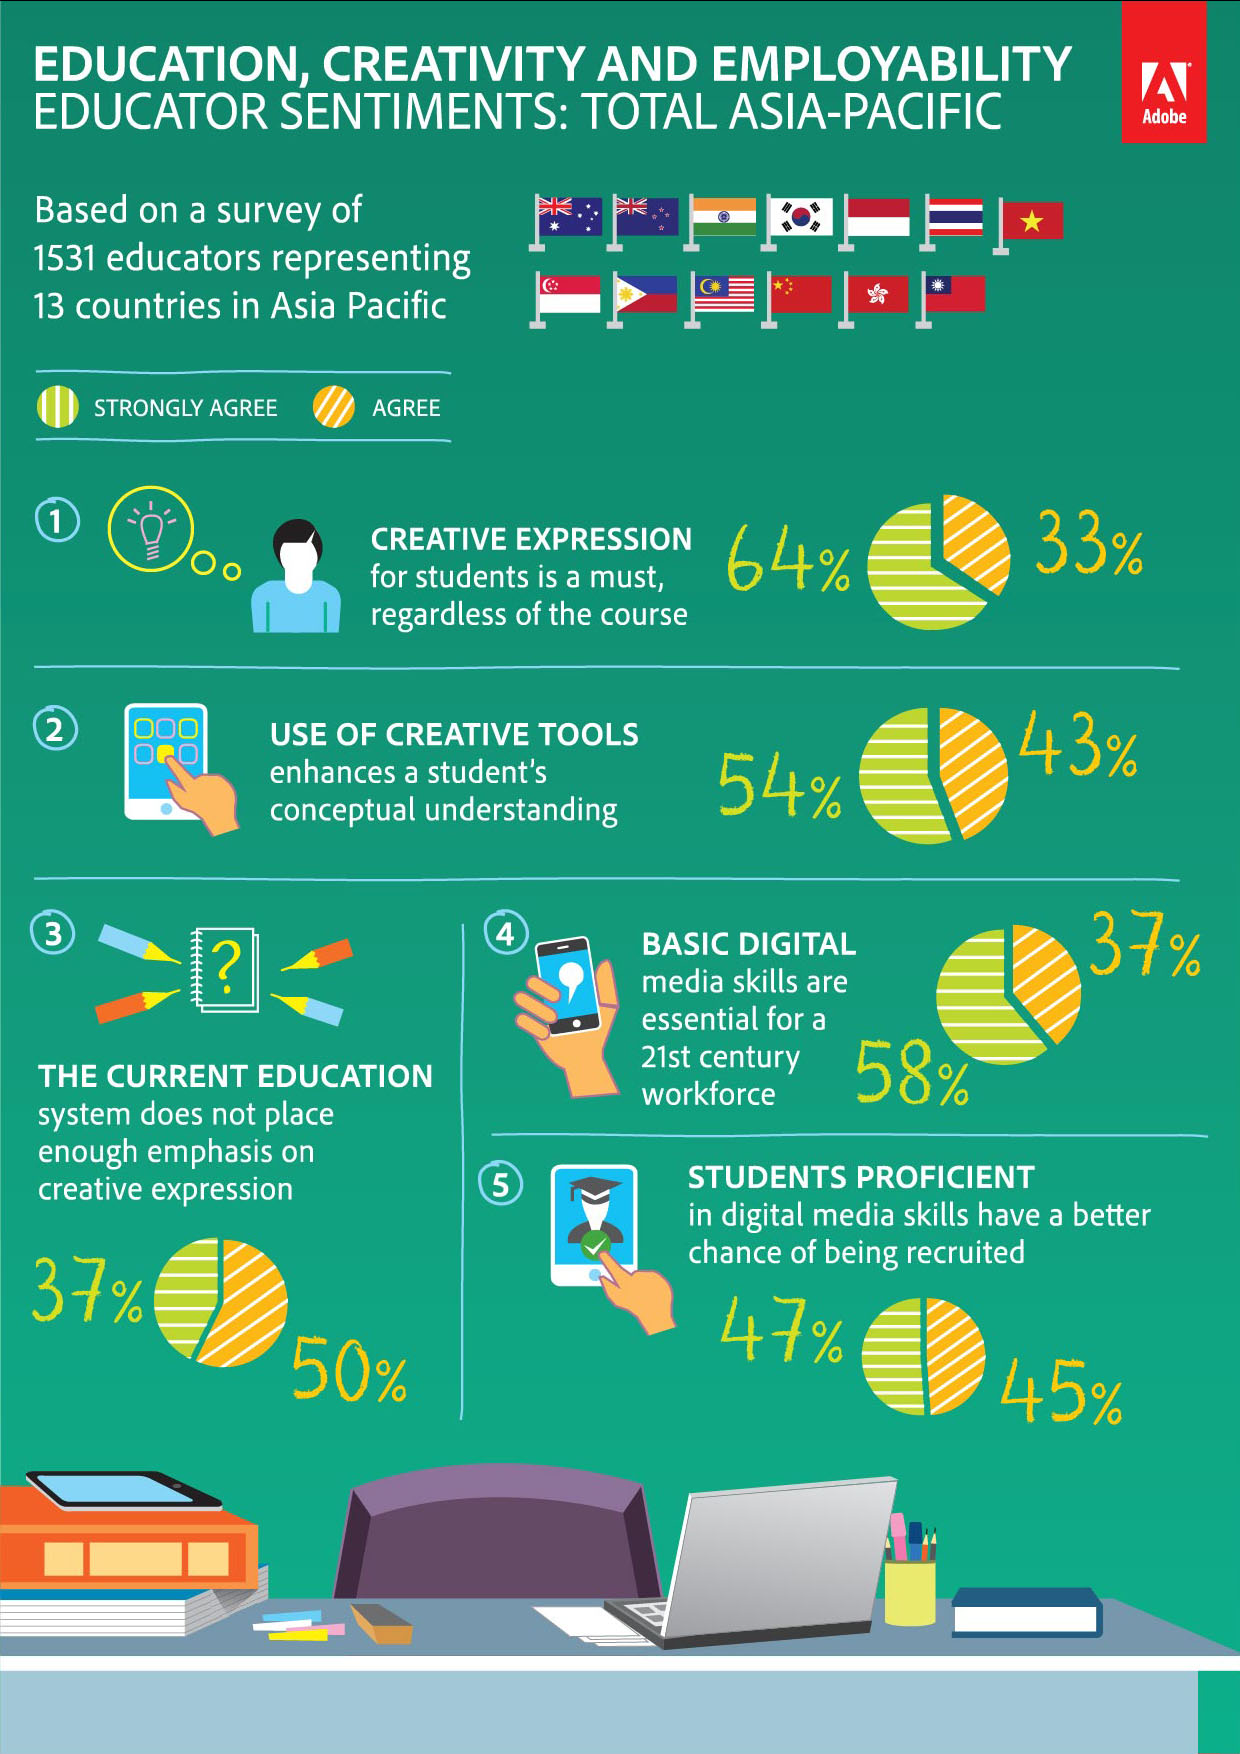 EDUCATION, CREATIVITY AND EMPLOYABILITY
EDUCATOR SENTIMENTS: TOTAL ASIA-PACIFIC
Adobe
Based on a survey of
1531 educators representing
13 countries in Asia Pacific
STRONGLY AGREE
AGREE
1
CREATIVE EXPRESSION
for students is a must,
regardless of the course
64%
33%
2
USE OF CREATIVE TOOLS
enhances a student's
conceptual understanding
54%
43%
3
?
THE CURRENT EDUCATION
system does not place
enough emphasis on
creative expression
37%
50%
4
BASIC DIGITAL
media skills are
essential for a
21st century
workforce
58%
37%
5
STUDENTS PROFICIENT
in digital media skills have a better
chance of being recruited
47%
45%